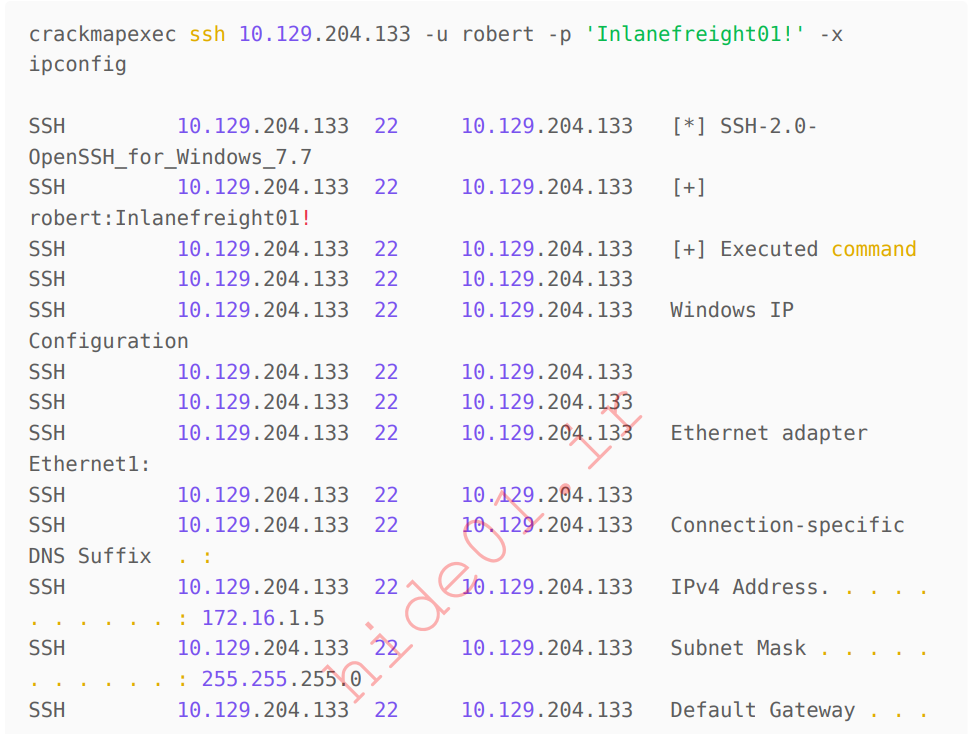 crackmapexec ssh 10.129.204.133 -u robert -p 'Inlanefreight01!' -x
ipconfig
SSH 10.129.204.133 22 10.129.204.133 [*] SSH-2.0-
OpenSSH_for_Windows_7.7
SSH 10.129.204.133 22 10.129.204.133 [+]
robert:Inlanefreight01!
SSH 10.129.204.133 22 10.129.204.133 [+] Executed command
SSH 10.129.204.133 22 10.129.204.133
SSH 10.129.204.133 22 10.129.204.133 Windows IP
Configuration
SSH 10.129.204.133 22 10.129.204.133
SSH 10.129.204.133 22 10.129.204.133
SSH 10.129.204.133 22 10.129.204.133 Ethernet adapter
Ethernet1:
SSH 10.129.204.133 22 10.129.204.133
SSH 10.129.204.133 22 10.129.204.133 Connection-specific
DNS Suffix . :
SSH 10.129.204.133 22 10.129.204.133 IPv4 Address. . . . .
. . . . . . : 172.16.1.5
SSH 10.129.204.133 22 10.129.204.133 Subnet Mask . . . . .
. . . . . . : 255.255.255.0
SSH 10.129.204.133 22 10.129.204.133 Default Gateway . . .
hide01.ir